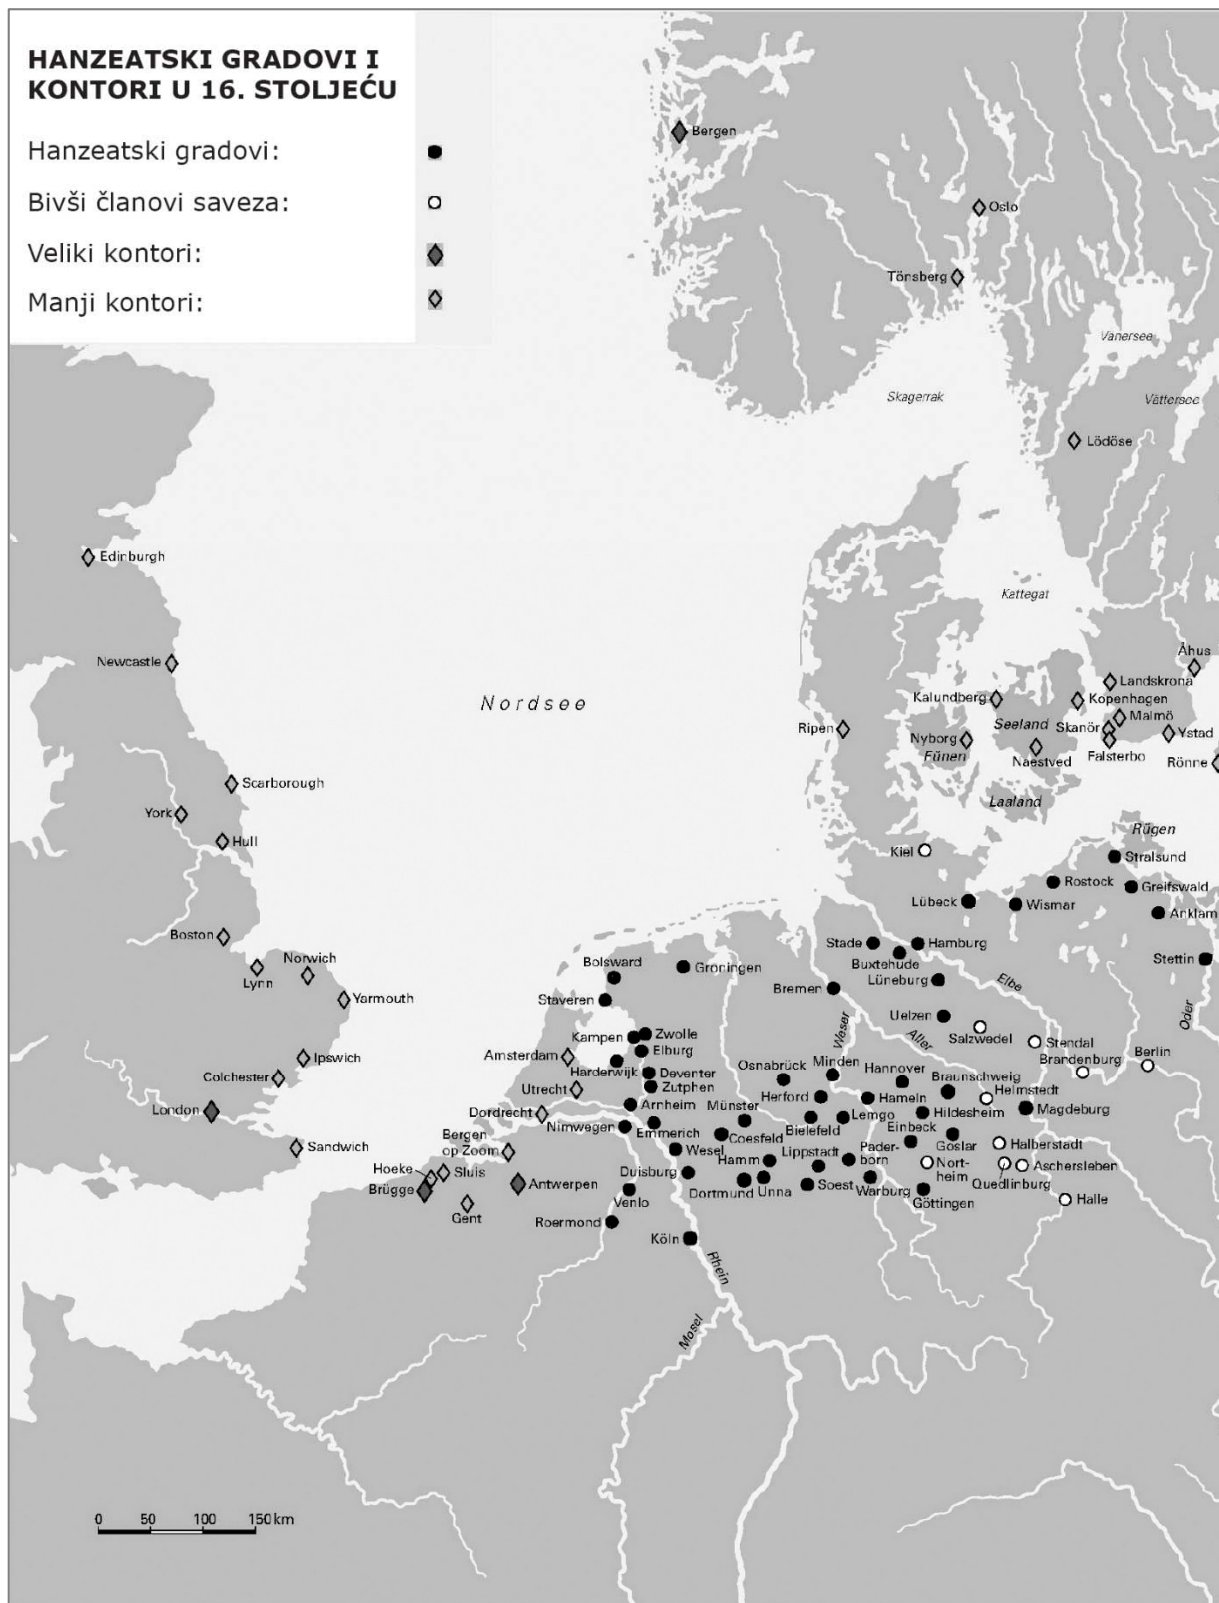 HANZEATSKI GRADOVI I
KONTORI U 16. STOLJEĆU
Hanzeatski gradovi:
Bivši članovi saveza:
Veliki kontori:
Manji kontori:
Bergen
Oslo
Tönsberg
Vanersee
Skagerrak
Vättersee
Lödöse
Edinburgh
Kattegat
Newcastle
Nordsee
Åhus
Landskrona
Kalundberg
Kopenhagen
Seeland
Malmö
Skanör
Ystad
Ripen
Nyborg
Fünen
Naestved
Falsterbo
Rönne
Scarborough
Laaland
York
Hull
Rügen
Kiel
Stralsund
Rostock
Greifswald
Lübeck
Wismar
Anklam
Boston
Norwich
Lynn
Yarmouth
Stade
Hamburg
Buxtehude
Lüneburg
Stettin
Bolsward
Groningen
Staveren
Bremen
Elbe
Oder
Weser
Aller
Uelzen
Salzwedel
Stendal
Brandenburg
Berlin
Kampen
Zwolle
Elburg
Amsterdam
Harderwijk
Deventer
Zutphen
Utrecht
Arnheim
Dordrecht
Nimwegen
Emmerich
Ipswich
Colchester
London
Sandwich
Osnabrück
Minden
Hannover
Braunschweig
Helmstedt
Herford
Hameln
Hildesheim
Magdeburg
Münster
Bielefeld
Lemgo
Einbeck
Coesfeld
Goslar
Halberstadt
Bergen
op Zoom
Wesel
Hamm
Lippstadt
Pader-
born
Nort-
heim
Aschersleben
Quedlinburg
Hoeke
Sluis
Brügge
Antwerpen
Gent
Duisburg
Venlo
Dortmund
Unna
Soest
Warburg
Göttingen
Halle
Roermond
Köln
Rhein
Mosel
0 50 100 150 km